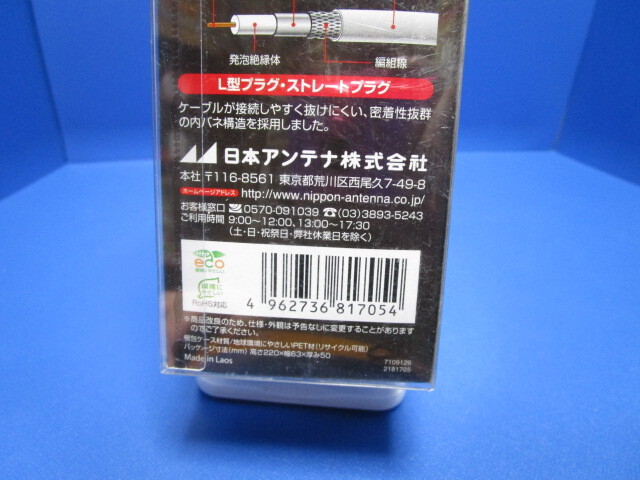 発泡絶縁体 編組線
L型プラグ・ストレートプラグ
ケーブルが接続しやすく抜けにくい、密着性抜群
の内バネ構造を採用しました。
日本アンテナ株式会社
本社 〒116-8561 東京都荒川区西尾久7-49-8
ホームページアドレス http://www.nippon-antenna.co.jp/
お客様窓口 0570-091039 ☎(03)3893-5243
ご利用時間 9:00〜12:00、13:00〜17:30
(土・日・祝祭日・弊社休業日を除く)
eco
環境に
やさしい
RoHS対応
4 962736 817054
※商品改良のため、仕様・外観は予告なしに変更することがあります
のでご了承ください。
個包ケース材質/地球環境にやさしいPET材(リサイクル可能)
パッケージ寸法(mm) 高さ220×幅63×厚み50
Made in Laos
7109126
2181705